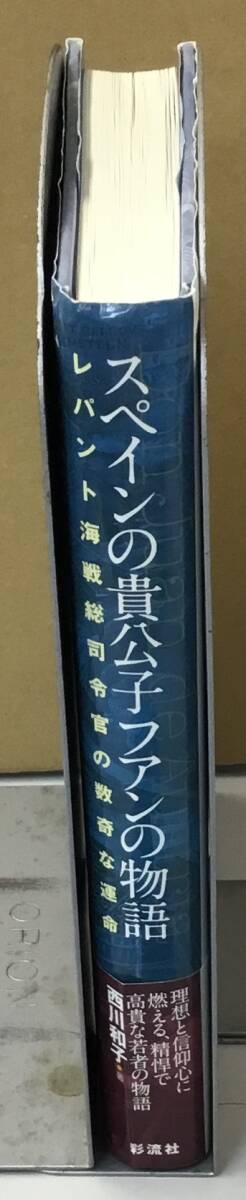 スペインの貴公子フアンの物語
レパント海戦総司令官の数奇な運命
理想と信仰心に
燃える、精悍で
高貴な若者の物語
西川和子・著
彩流社
ORION